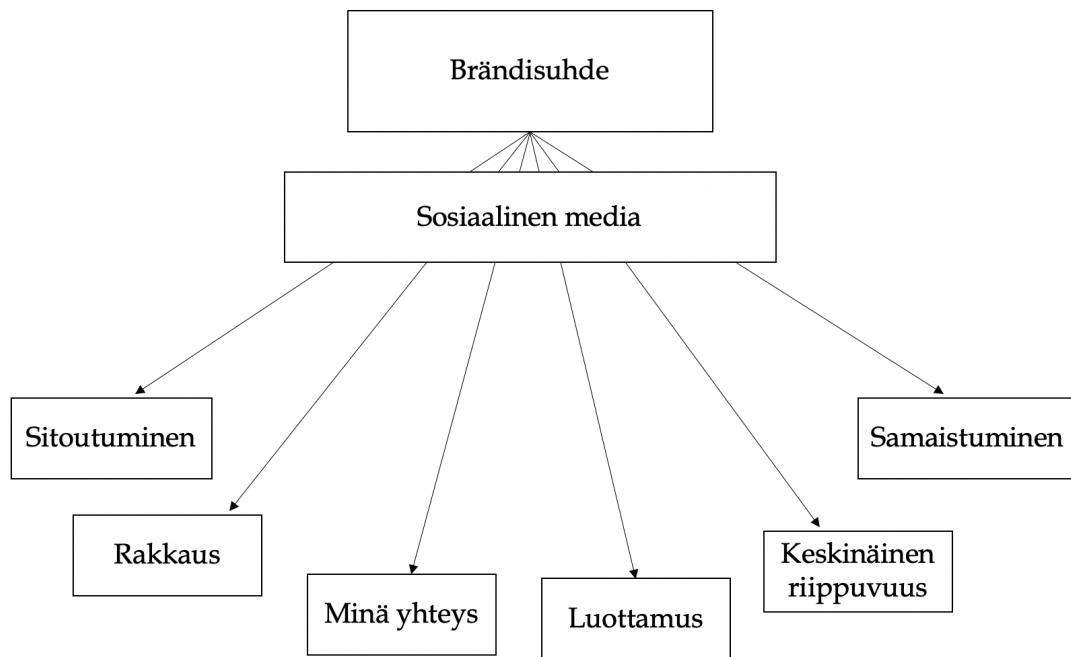 Brändisuhde
Sosiaalinen media
Sitoutuminen
Samaistuminen
Rakkaus
Keskinäinen
riippuvuus
Minä yhteys
Luottamus